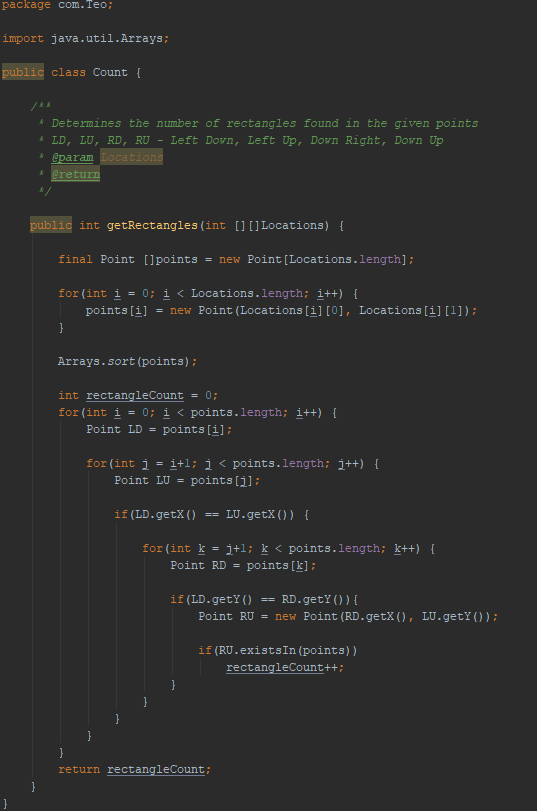 package com.Teo;
import java.util.Arrays;
public class Count {
/**
* Determines the number of rectangles found in the given points
* LD, LU, RD, RU - Left Down, Left Up, Down Right, Down Up
* @param Locations
* @return
*/
public int getRectangles(int [][]Locations) {
final Point []points = new Point[Locations.length];
for(int i = 0; i < Locations.length; i++) {
points[i] = new Point(Locations[i][0], Locations[i][1]);
}
Arrays.sort(points);
int rectangleCount = 0;
for(int i = 0; i < points.length; i++) {
Point LD = points[i];
for(int j = i+1; j < points.length; j++) {
Point LU = points[j];
if(LD.getX() == LU.getX()) {
for(int k = j+1; k < points.length; k++) {
Point RD = points[k];
if(LD.getY() == RD.getY()){
Point RU = new Point(RD.getX(), LU.getY());
if(RU.existsIn(points))
rectangleCount++;
}
}
}
}
}
return rectangleCount;
}
}